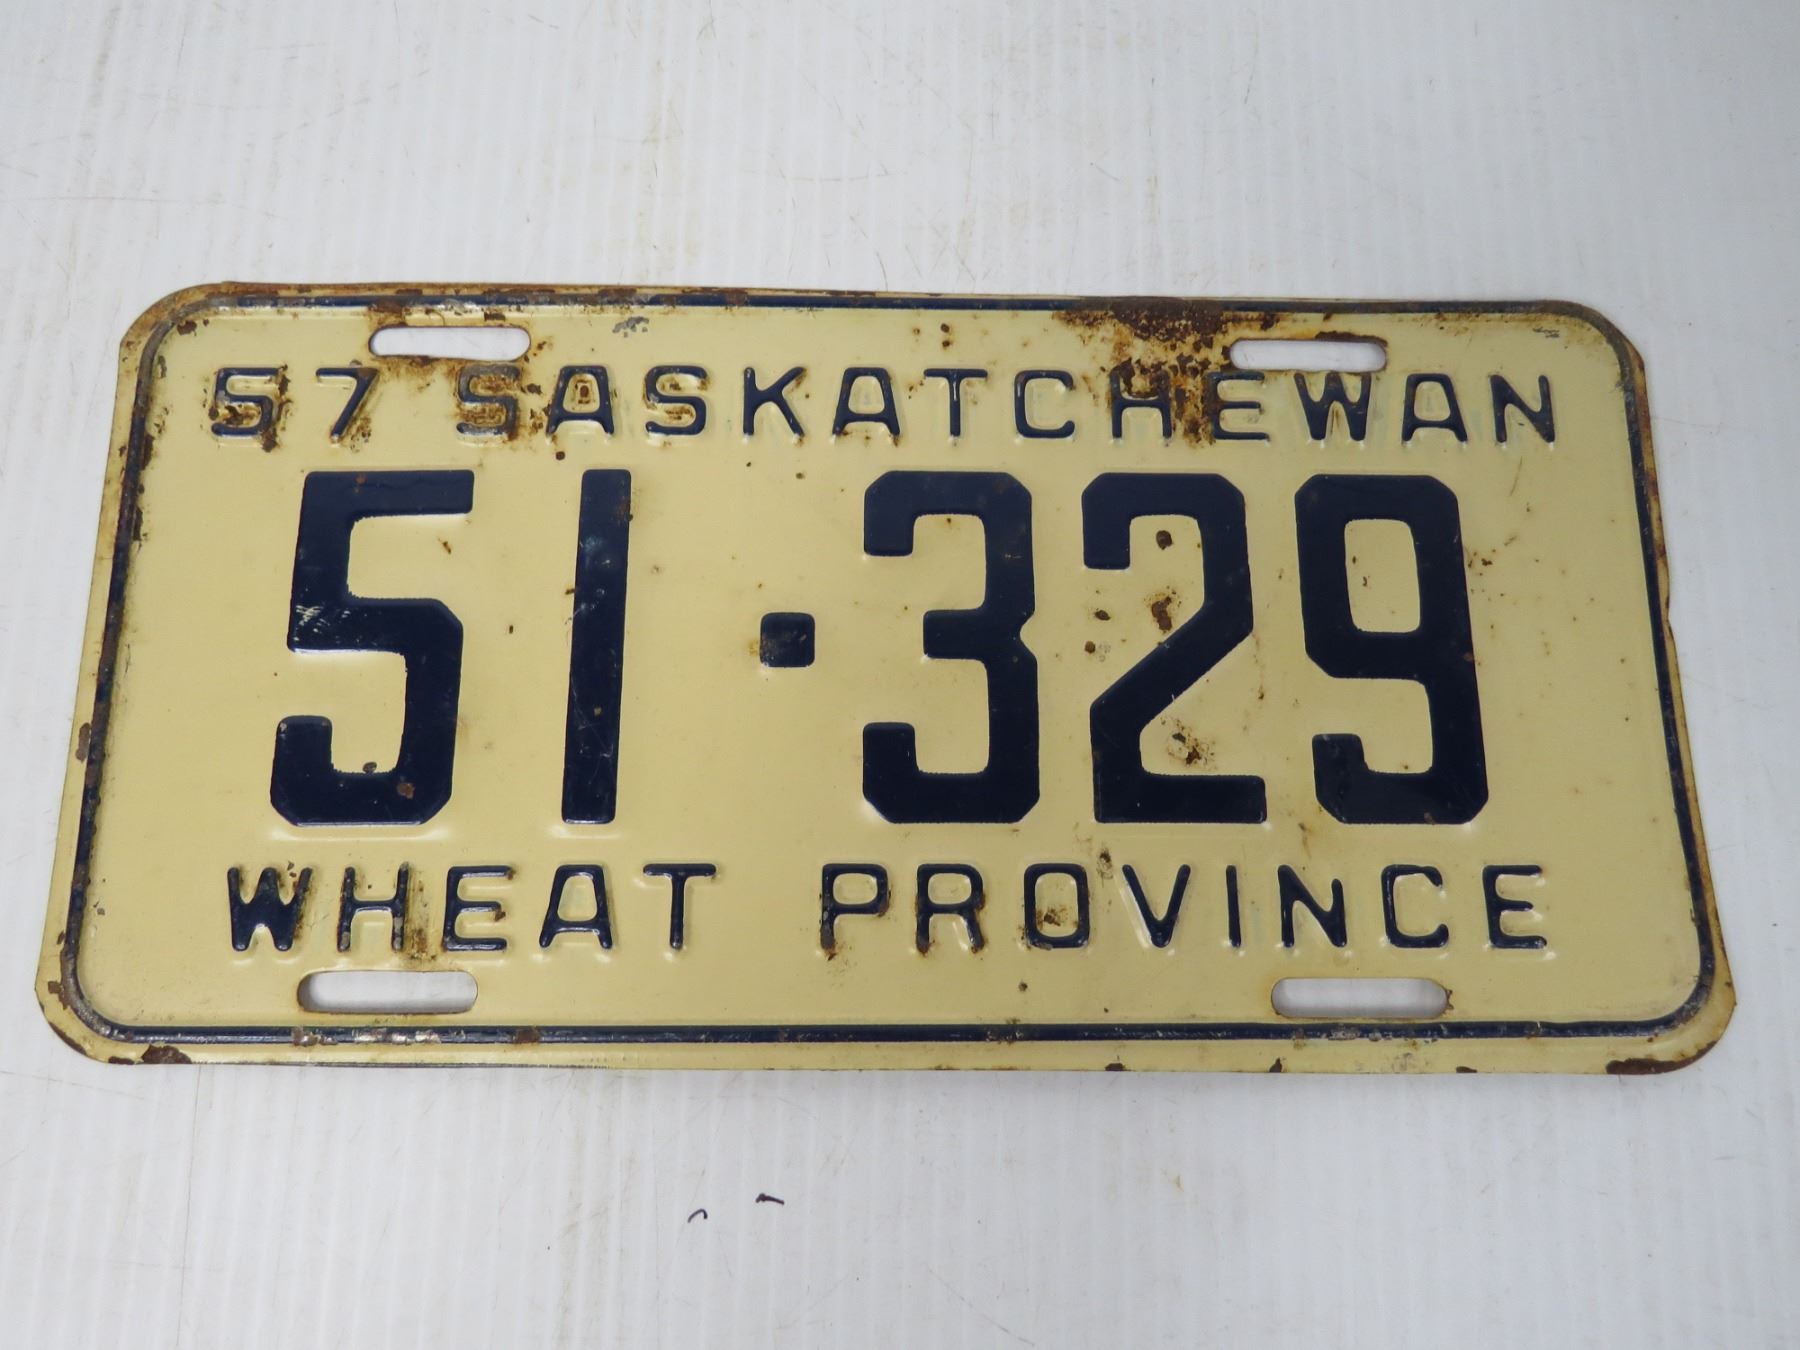 57 SASKATCHEWAN
51·329
WHEAT PROVINCE